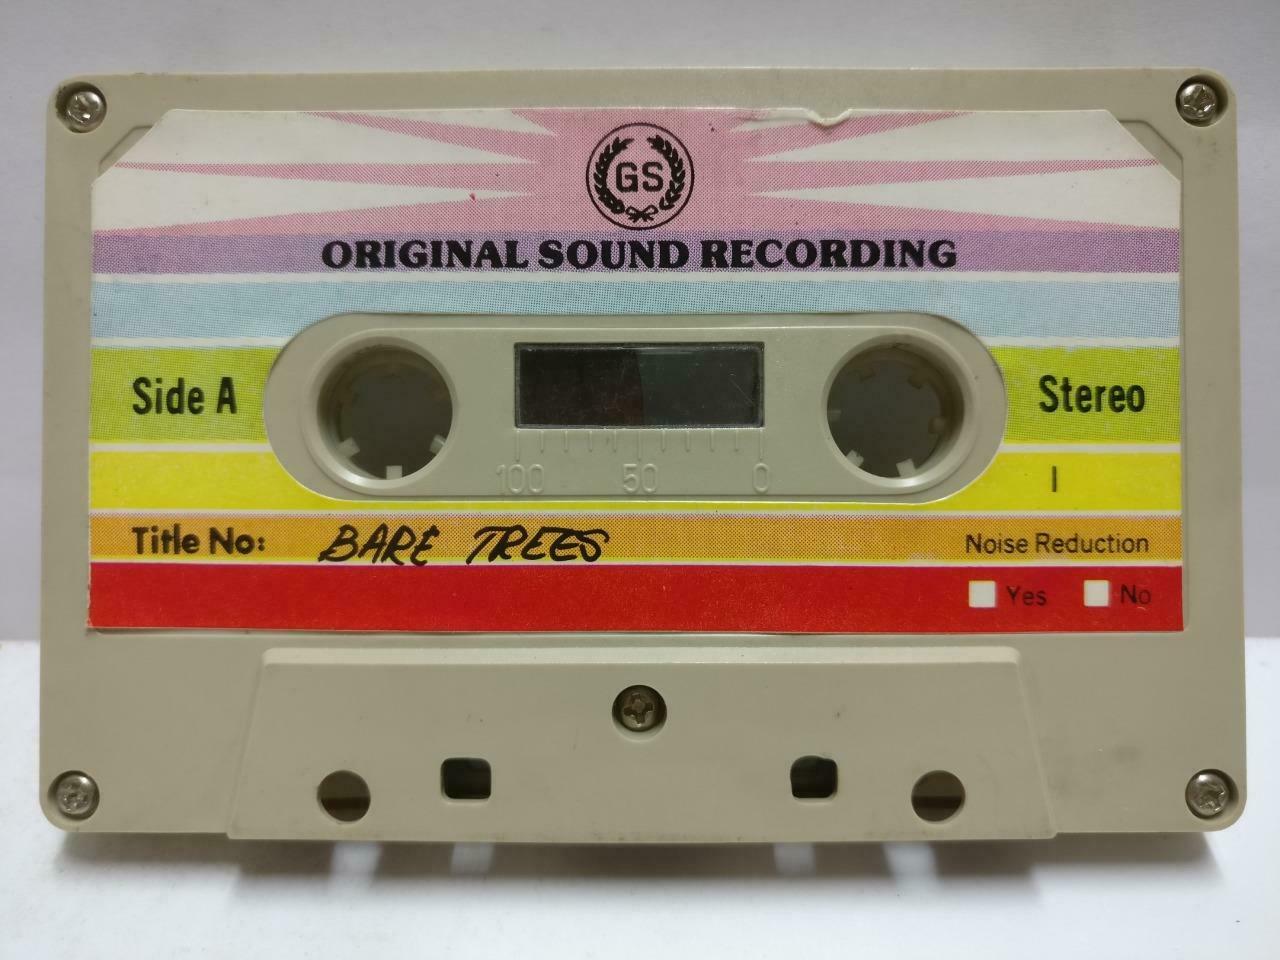 GS
ORIGINAL SOUND RECORDING
Side A
Stereo
100 50 0
I
Title No: BARE TREES
Noise Reduction
Yes No